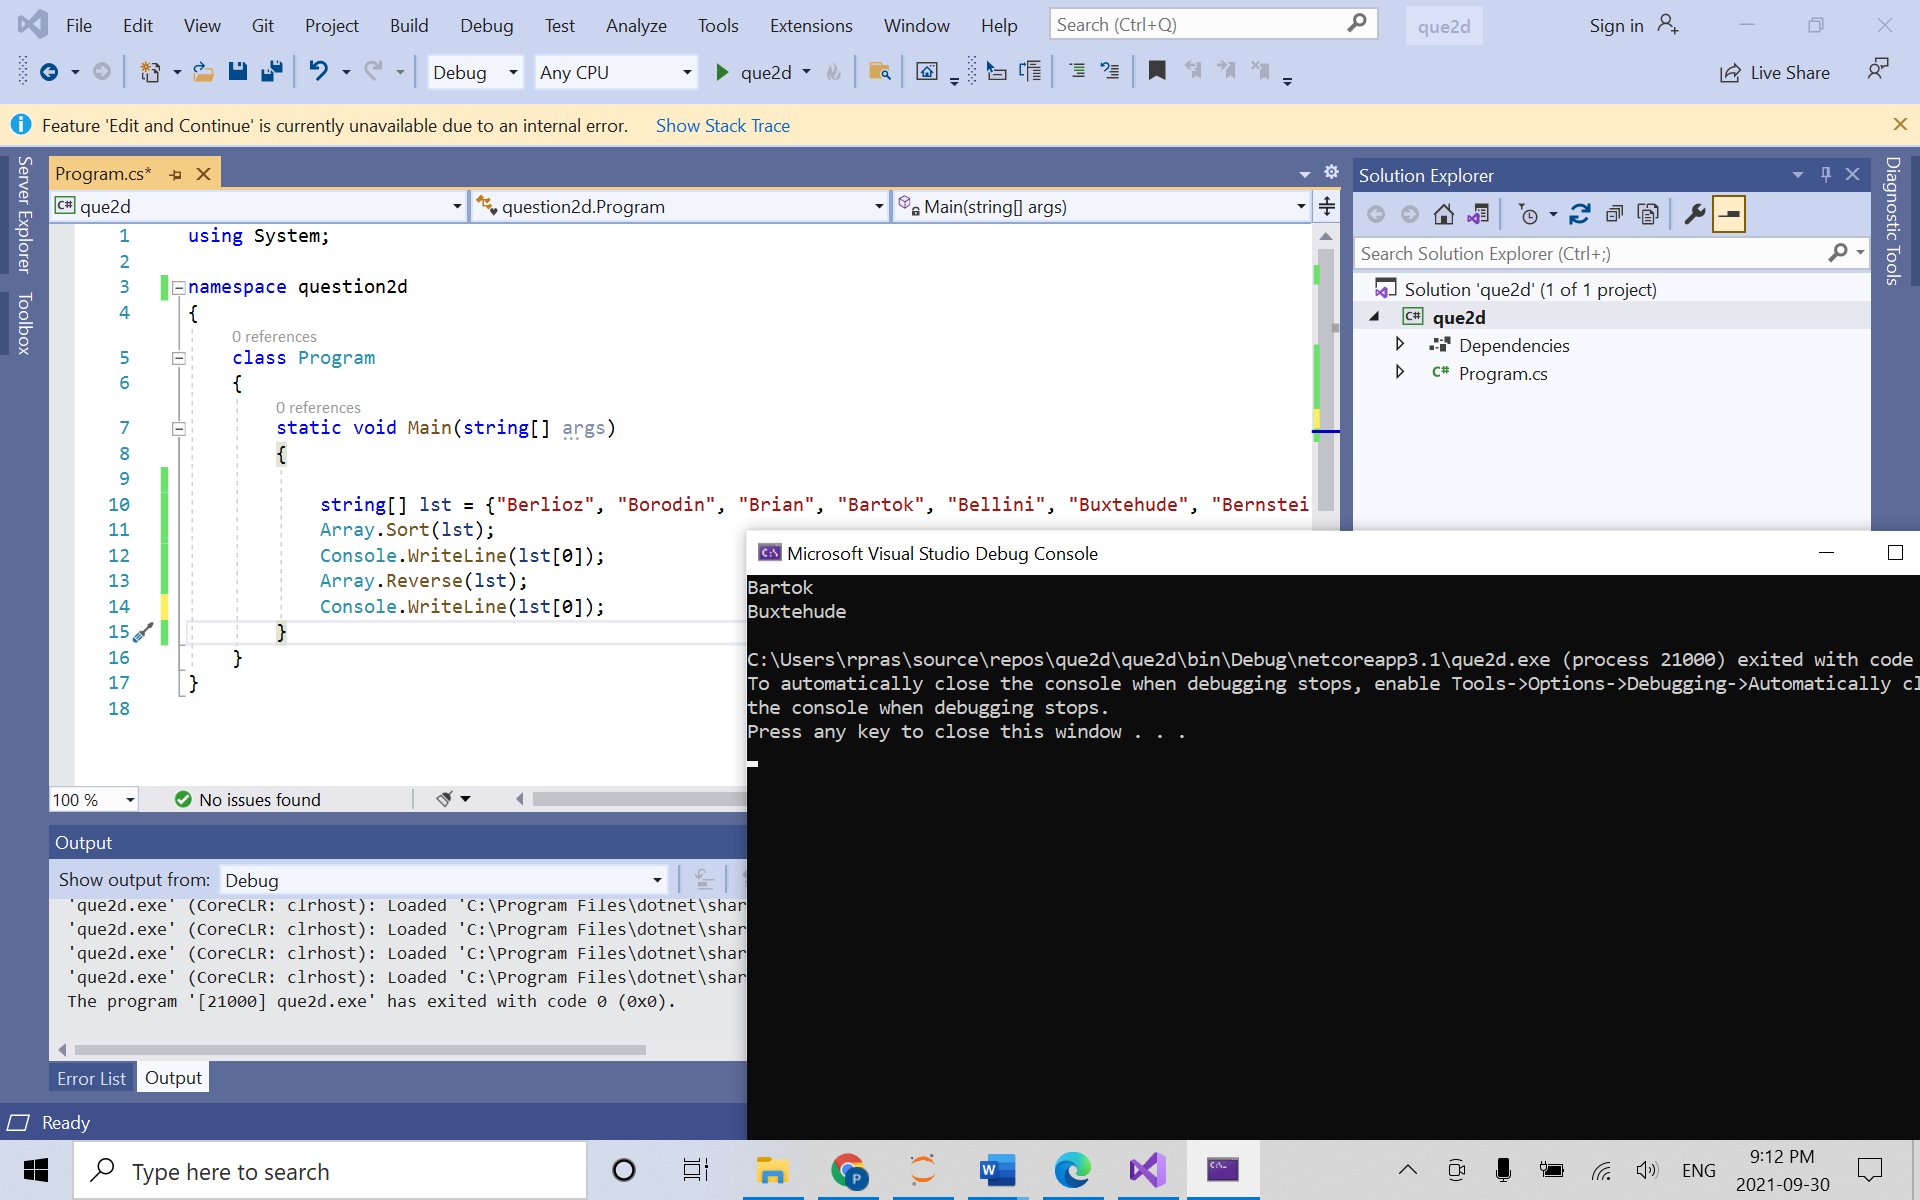 File Edit View Git Project Build Debug Test Analyze Tools Extensions Window Help Search (Ctrl+Q) que2d Sign in
Debug Any CPU que2d Live Share
Feature 'Edit and Continue' is currently unavailable due to an internal error. Show Stack Trace
Server Explorer
Toolbox
Program.cs*
C# que2d question2d.Program Main(string[] args)
1 using System;
2
3 namespace question2d
4 {
0 references
5 class Program
6 {
0 references
7 static void Main(string[] args)
8 {
9
10 string[] lst = {"Berlioz", "Borodin", "Brian", "Bartok", "Bellini", "Buxtehude", "Bernstei
11 Array.Sort(lst);
12 Console.WriteLine(lst[0]);
13 Array.Reverse(lst);
14 Console.WriteLine(lst[0]);
15 }
16 }
17 }
18
100 % No issues found
Solution Explorer
Search Solution Explorer (Ctrl+;)
Solution 'que2d' (1 of 1 project)
C# que2d
Dependencies
C# Program.cs
Diagnostic Tools
Output
Show output from: Debug
'que2d.exe' (CoreCLR: clrhost): Loaded 'C:\Program Files\dotnet\shar
'que2d.exe' (CoreCLR: clrhost): Loaded 'C:\Program Files\dotnet\shar
'que2d.exe' (CoreCLR: clrhost): Loaded 'C:\Program Files\dotnet\shar
'que2d.exe' (CoreCLR: clrhost): Loaded 'C:\Program Files\dotnet\shar
The program '[21000] que2d.exe' has exited with code 0 (0x0).
Error List Output
Ready
C:\ Microsoft Visual Studio Debug Console
Bartok
Buxtehude
C:\Users\rpras\source\repos\que2d\que2d\bin\Debug\netcoreapp3.1\que2d.exe (process 21000) exited with code
To automatically close the console when debugging stops, enable Tools->Options->Debugging->Automatically cl
the console when debugging stops.
Press any key to close this window . . .
Type here to search
P
W
ENG
9:12 PM
2021-09-30